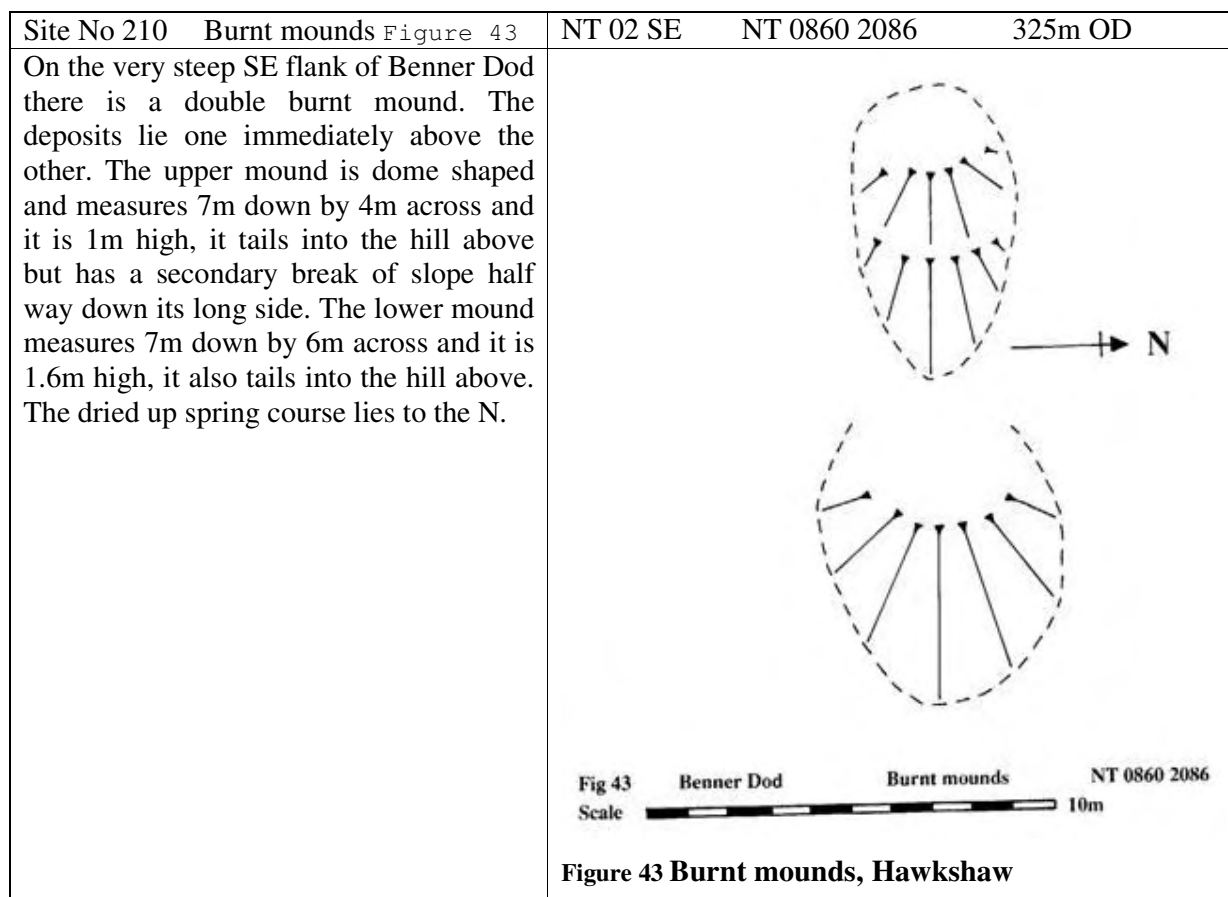 Site No 210 Burnt mounds Figure 43
NT 02 SE NT 0860 2086 325m OD
On the very steep SE flank of Benner Dod
there is a double burnt mound. The
deposits lie one immediately above the
other. The upper mound is dome shaped
and measures 7m down by 4m across and
it is 1m high, it tails into the hill above
but has a secondary break of slope half
way down its long side. The lower mound
measures 7m down by 6m across and it is
1.6m high, it also tails into the hill above.
The dried up spring course lies to the N.
N
Fig 43 Benner Dod Burnt mounds NT 0860 2086
Scale 10m
Figure 43 Burnt mounds, Hawkshaw